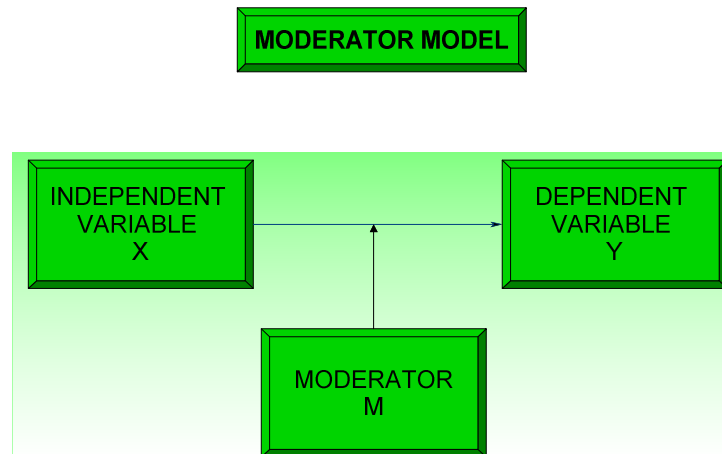 MODERATOR MODEL
INDEPENDENT
VARIABLE
X
DEPENDENT
VARIABLE
Y
MODERATOR
M